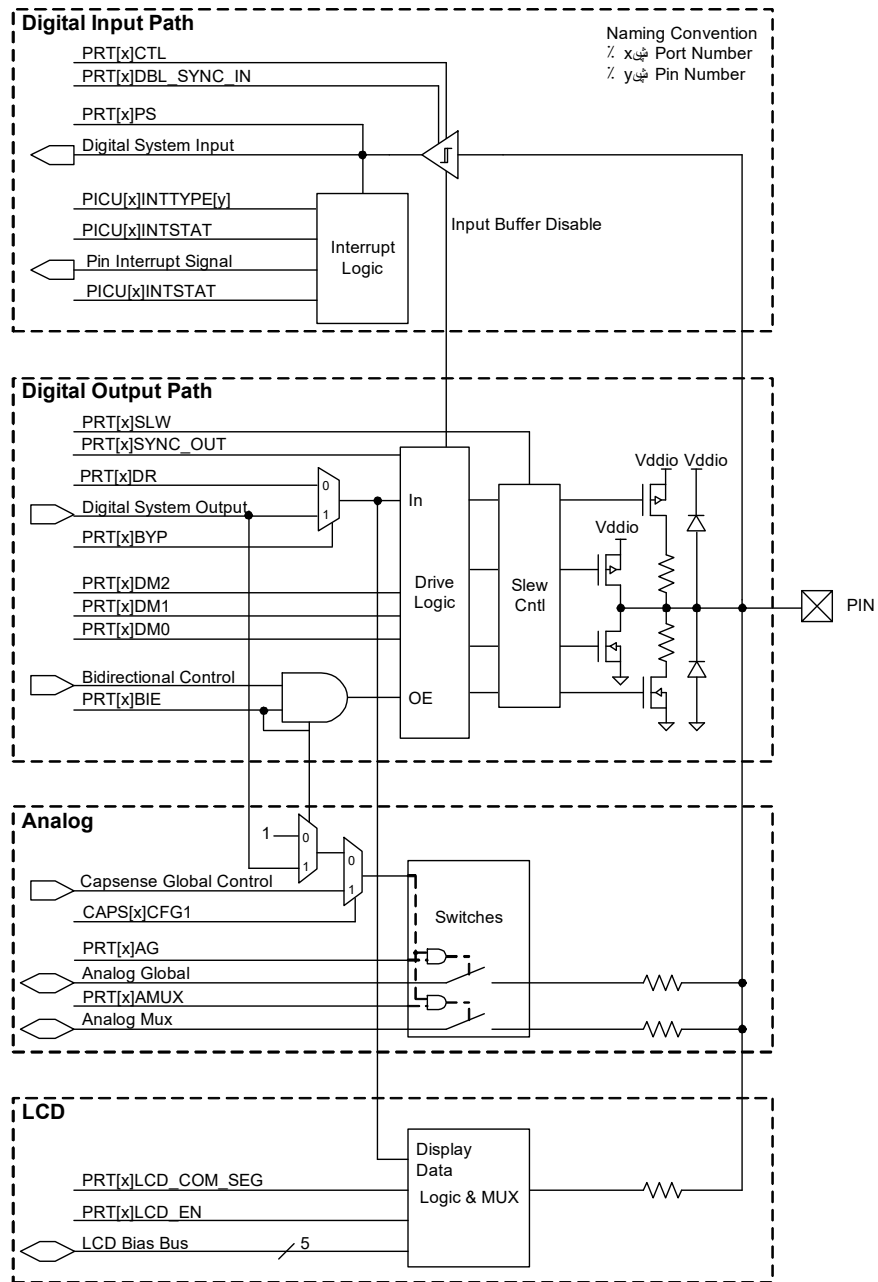 Digital Input Path
Naming Convention
x Port Number
y Pin Number
PRT[x]CTL
PRT[x]DBL_SYNC_IN
PRT[x]PS
Digital System Input
PICU[x]INTTYPE[y]
PICU[x]INTSTAT
Pin Interrupt Signal
PICU[x]INTSTAT
Interrupt
Logic
Input Buffer Disable
Digital Output Path
PRT[x]SLW
PRT[x]SYNC_OUT
PRT[x]DR
0
Digital System Output
1
PRT[x]BYP
In
Vddio Vddio
Vddio
PRT[x]DM2
PRT[x]DM1
PRT[x]DM0
Drive
Logic
Slew
Cntl
PIN
Bidirectional Control
PRT[x]BIE
OE
Analog
1
0
1
0
1
Capsense Global Control
CAPS[x]CFG1
Switches
PRT[x]AG
Analog Global
PRT[x]AMUX
Analog Mux
LCD
Display
Data
Logic & MUX
PRT[x]LCD_COM_SEG
PRT[x]LCD_EN
LCD Bias Bus
5